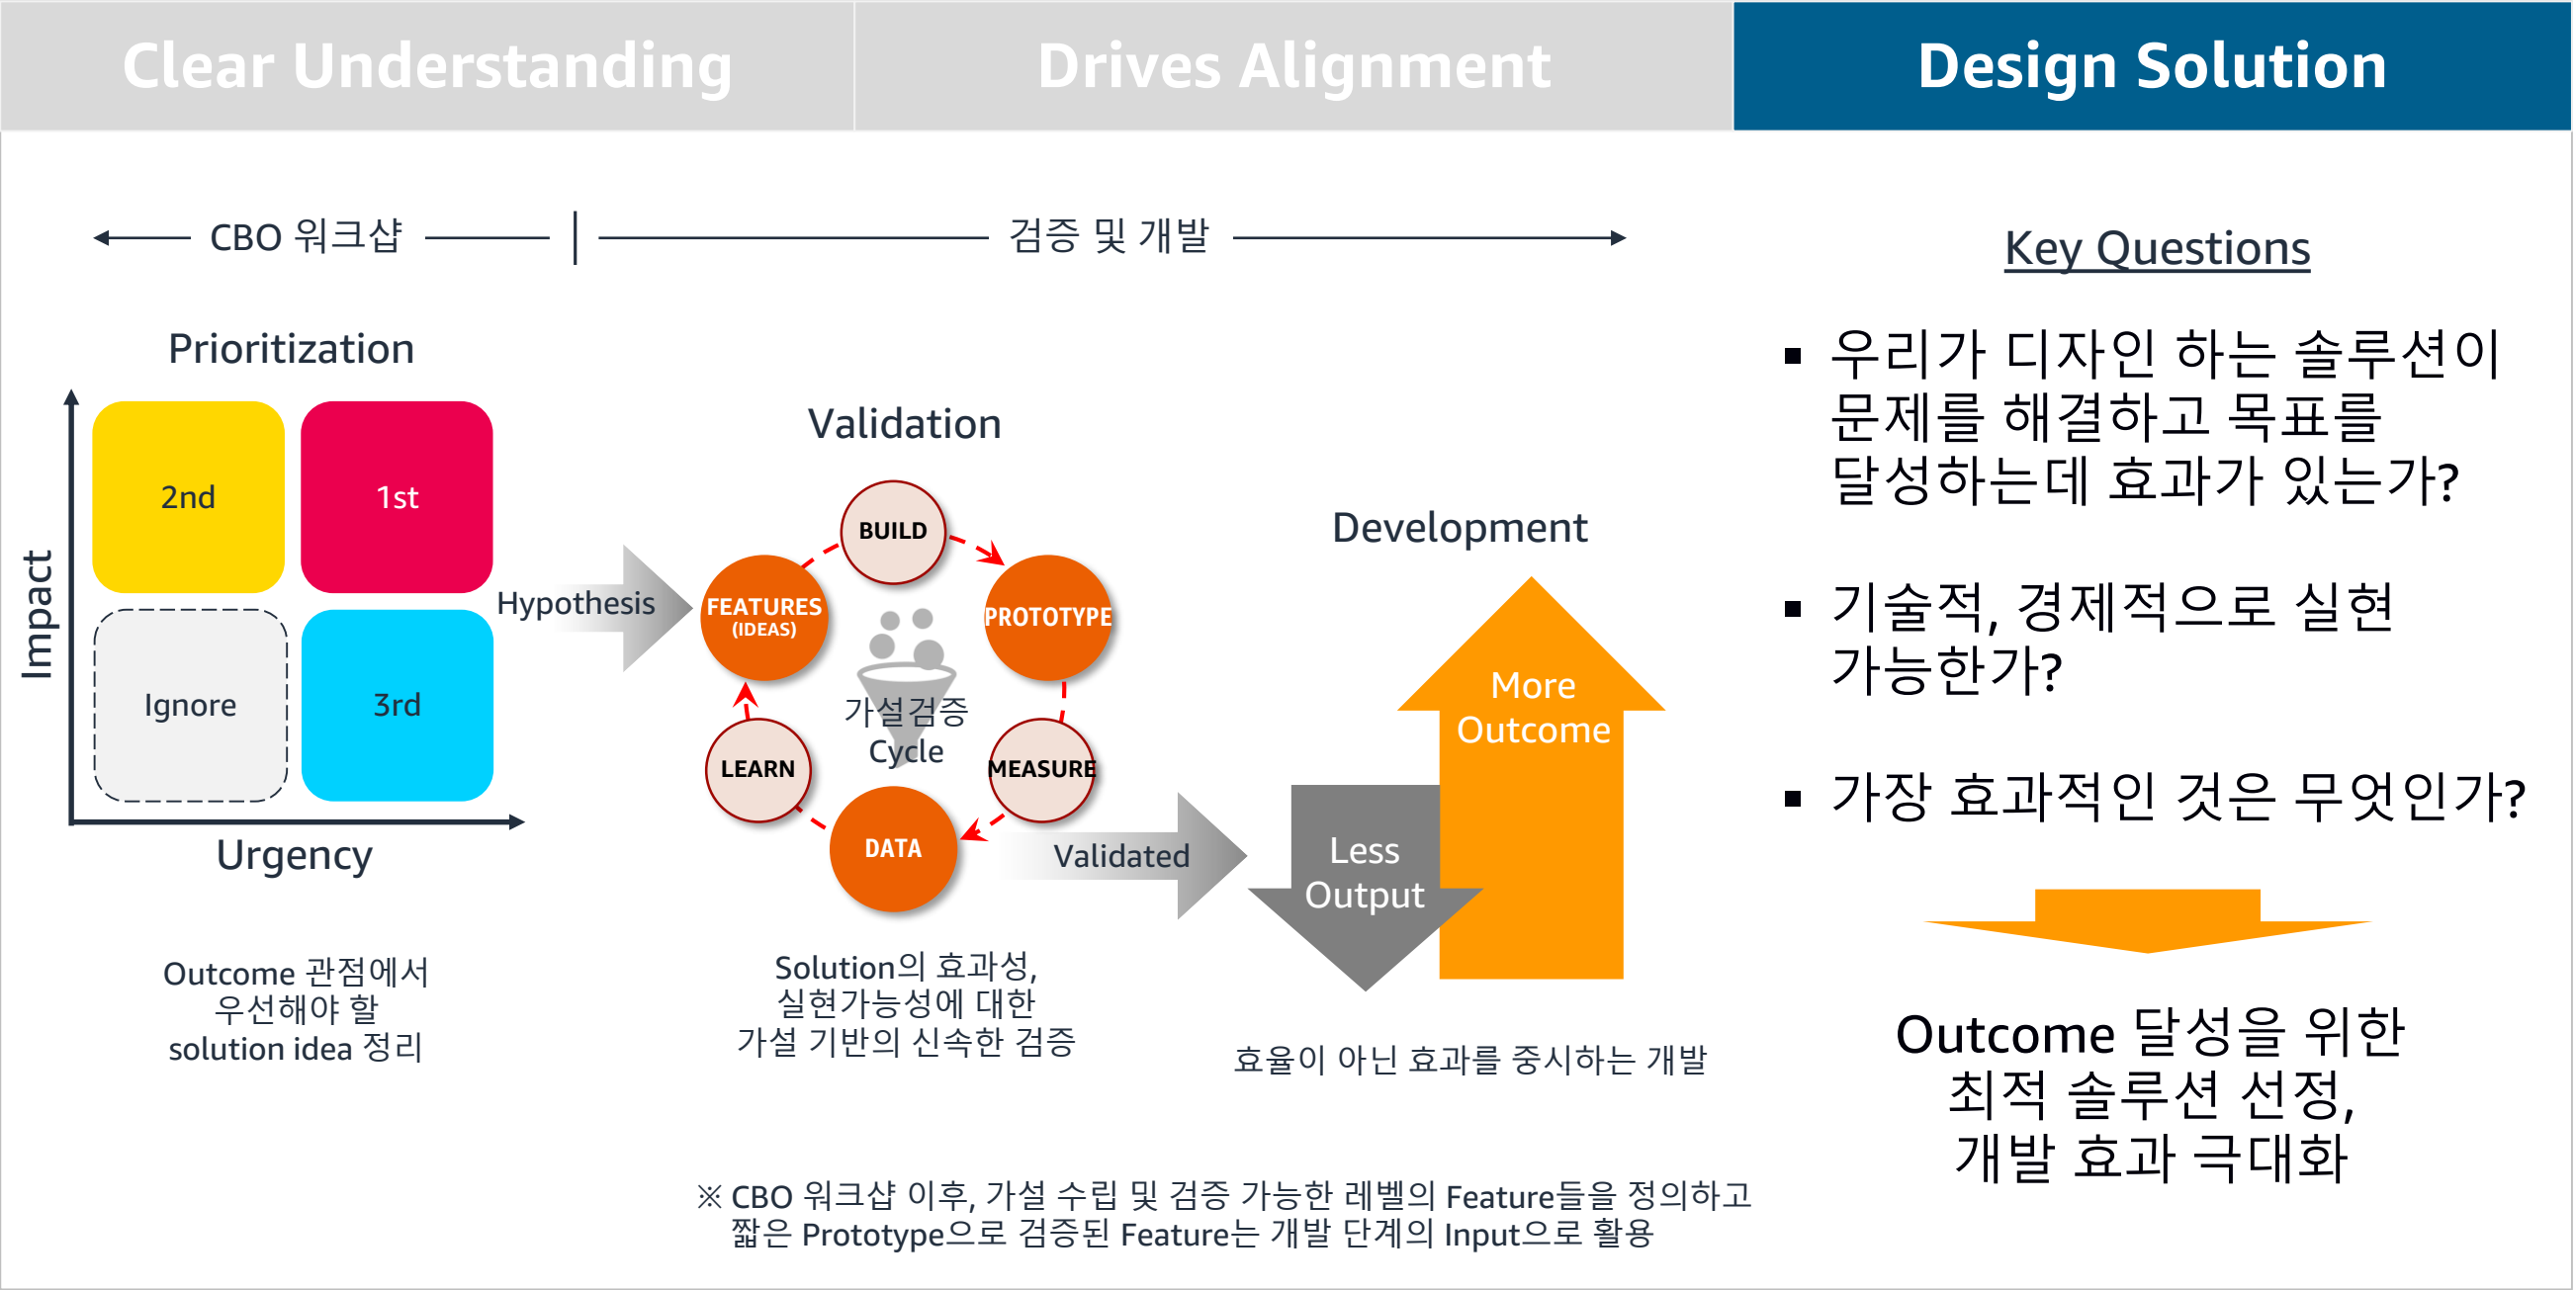 Clear Understanding
Drives Alignment
Design Solution
CBO 워크샵
검증 및 개발
Prioritization
2nd
1st
Ignore
3rd
Impact
Urgency
Outcome 관점에서
우선해야 할
solution idea 정리
Hypothesis
Validation
BUILD
FEATURES
(IDEAS)
PROTOTYPE
가설검증
Cycle
LEARN
MEASURE
DATA
Solution의 효과성,
실현가능성에 대한
가설 기반의 신속한 검증
Validated
Development
More
Outcome
Less
Output
효율이 아닌 효과를 중시하는 개발
※ CBO 워크샵 이후, 가설 수립 및 검증 가능한 레벨의 Feature들을 정의하고
짧은 Prototype으로 검증된 Feature는 개발 단계의 Input으로 활용
Key Questions
▪ 우리가 디자인 하는 솔루션이
문제를 해결하고 목표를
달성하는데 효과가 있는가?
▪ 기술적, 경제적으로 실현
가능한가?
▪ 가장 효과적인 것은 무엇인가?
Outcome 달성을 위한
최적 솔루션 선정,
개발 효과 극대화